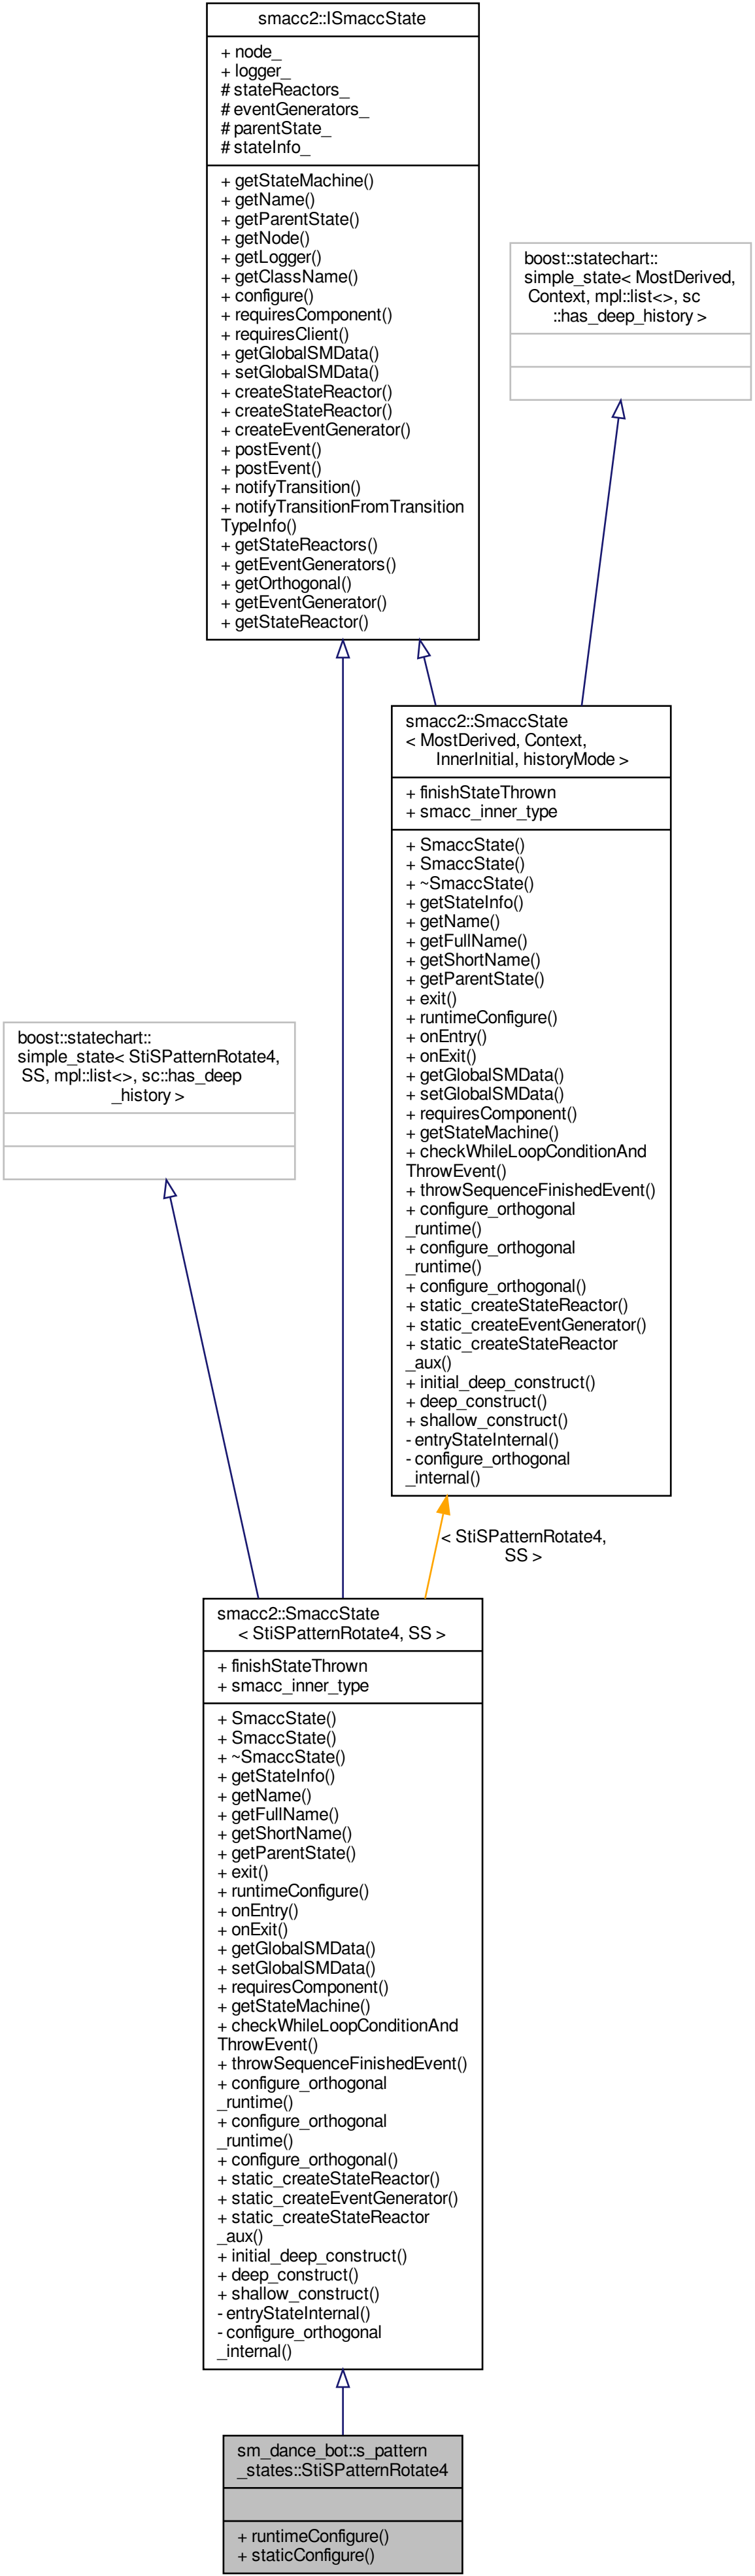 smacc2::ISmaccState
+ node_
+ logger_
# stateReactors_
# eventGenerators_
# parentState_
# stateInfo_
+ getStateMachine()
+ getName()
+ getParentState()
+ getNode()
+ getLogger()
+ getClassName()
+ configure()
+ requiresComponent()
+ requiresClient()
+ getGlobalSMData()
+ setGlobalSMData()
+ createStateReactor()
+ createStateReactor()
+ createEventGenerator()
+ postEvent()
+ postEvent()
+ notifyTransition()
+ notifyTransitionFromTransition
TypeInfo()
+ getStateReactors()
+ getEventGenerators()
+ getOrthogonal()
+ getEventGenerator()
+ getStateReactor()
boost::statechart::
simple_state< MostDerived,
Context, mpl::list<>, sc
::has_deep_history >
smacc2::SmaccState
< MostDerived, Context,
InnerInitial, historyMode >
+ finishStateThrown
+ smacc_inner_type
+ SmaccState()
+ SmaccState()
+ ~SmaccState()
+ getStateInfo()
+ getName()
+ getFullName()
+ getShortName()
+ getParentState()
+ exit()
+ runtimeConfigure()
+ onEntry()
+ onExit()
+ getGlobalSMData()
+ setGlobalSMData()
+ requiresComponent()
+ getStateMachine()
+ checkWhileLoopConditionAnd
ThrowEvent()
+ throwSequenceFinishedEvent()
+ configure_orthogonal
_runtime()
+ configure_orthogonal
_runtime()
+ configure_orthogonal()
+ static_createStateReactor()
+ static_createEventGenerator()
+ static_createStateReactor
_aux()
+ initial_deep_construct()
+ deep_construct()
+ shallow_construct()
- entryStateInternal()
- configure_orthogonal
_internal()
boost::statechart::
simple_state< StiSPatternRotate4,
SS, mpl::list<>, sc::has_deep
_history >
< StiSPatternRotate4,
SS >
smacc2::SmaccState
< StiSPatternRotate4, SS >
+ finishStateThrown
+ smacc_inner_type
+ SmaccState()
+ SmaccState()
+ ~SmaccState()
+ getStateInfo()
+ getName()
+ getFullName()
+ getShortName()
+ getParentState()
+ exit()
+ runtimeConfigure()
+ onEntry()
+ onExit()
+ getGlobalSMData()
+ setGlobalSMData()
+ requiresComponent()
+ getStateMachine()
+ checkWhileLoopConditionAnd
ThrowEvent()
+ throwSequenceFinishedEvent()
+ configure_orthogonal
_runtime()
+ configure_orthogonal
_runtime()
+ configure_orthogonal()
+ static_createStateReactor()
+ static_createEventGenerator()
+ static_createStateReactor
_aux()
+ initial_deep_construct()
+ deep_construct()
+ shallow_construct()
- entryStateInternal()
- configure_orthogonal
_internal()
sm_dance_bot::s_pattern
_states::StiSPatternRotate4
+ runtimeConfigure()
+ staticConfigure()